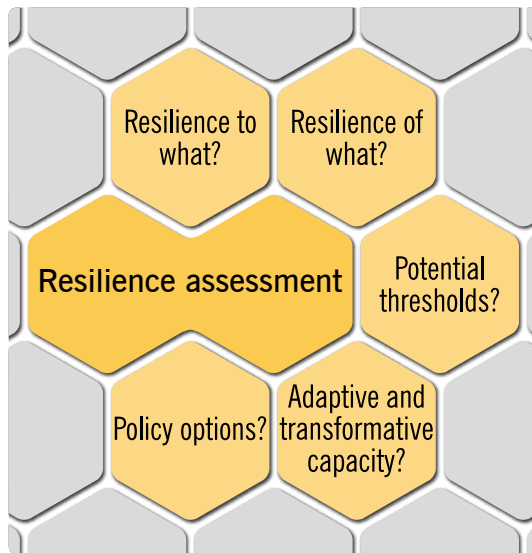 Resilience to
what?
Resilience of
what?
Resilience assessment
Potential
thresholds?
Policy options?
Adaptive and
transformative
capacity?